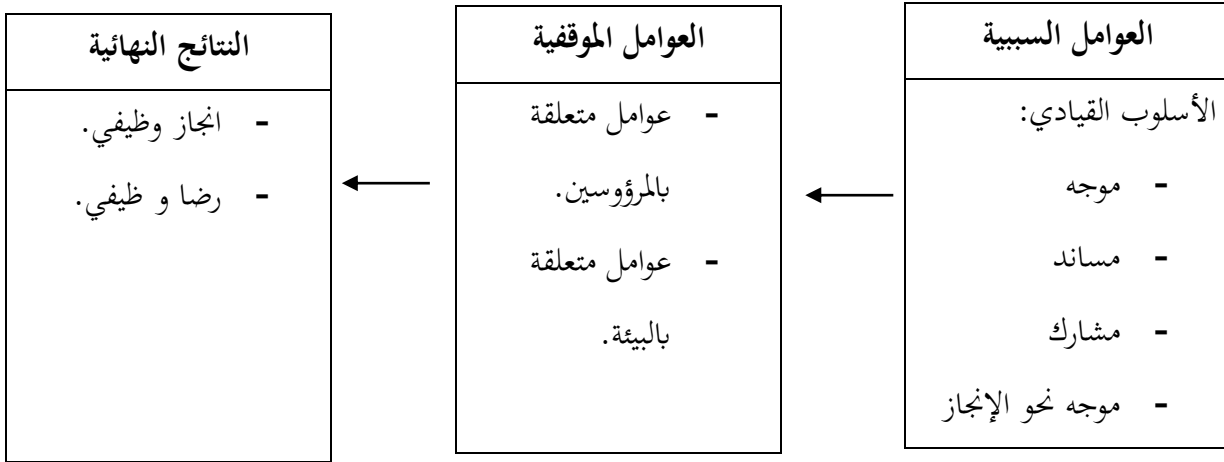 العوامل السببية
الأسلوب القيادي:
- موجه
- مساند
- مشارك
- موجه نحو الإنجاز
العوامل الموقفية
- عوامل متعلقة
بالمرؤوسين.
- عوامل متعلقة
بالبيئة.
النتائج النهائية
- انجاز وظيفي.
- رضا و ظيفي.